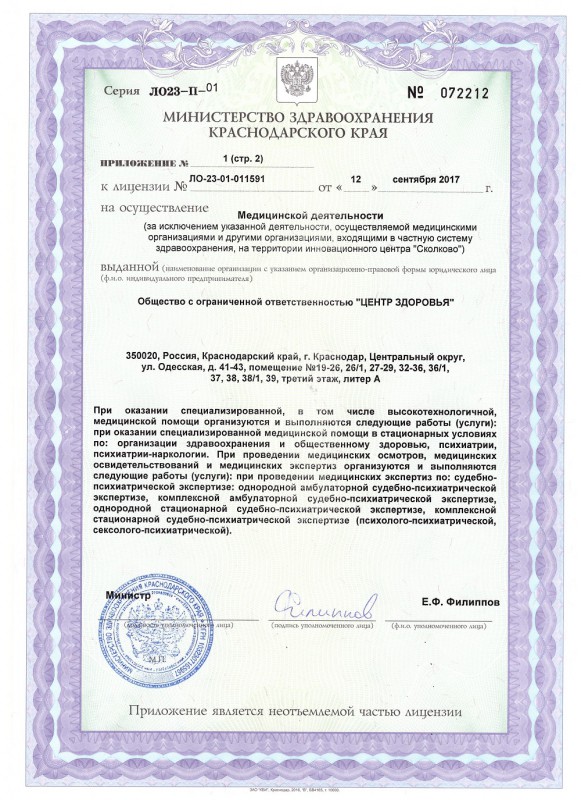 Серия ЛО23-П-01
№ 072212
МИНИСТЕРСТВО ЗДРАВООХРАНЕНИЯ
КРАСНОДАРСКОГО КРАЯ
ПРИЛОЖЕНИЕ № 1 (стр. 2)
к лицензии № ЛО-23-01-011591 от « 12 » сентября 2017 г.
на осуществление
Медицинской деятельности
(за исключением указанной деятельности, осуществляемой медицинскими
организациями и другими организациями, входящими в частную систему
здравоохранения, на территории инновационного центра "Сколково")
выданной (наименование организации с указанием организационно-правовой формы юридического лица
(ф.и.о. индивидуального предпринимателя)
Общество с ограниченной ответственностью "ЦЕНТР ЗДОРОВЬЯ"
350020, Россия, Краснодарский край, г. Краснодар, Центральный округ,
ул. Одесская, д. 41-43, помещение №19-26, 26/1, 27-29, 32-36, 36/1,
37, 38, 38/1, 39, третий этаж, литер А
При оказании специализированной, в том числе высокотехнологичной,
медицинской помощи организуются и выполняются следующие работы (услуги):
при оказании специализированной медицинской помощи в стационарных условиях
по: организации здравоохранения и общественному здоровью, психиатрии,
психиатрии-наркологии. При проведении медицинских осмотров, медицинских
освидетельствований и медицинских экспертиз организуются и выполняются
следующие работы (услуги): при проведении медицинских экспертиз по: судебно-
психиатрической экспертизе: однородной амбулаторной судебно-психиатрической
экспертизе, комплексной амбулаторной судебно-психиатрической экспертизе,
однородной стационарной судебно-психиатрической экспертизе, комплексной
стационарной судебно-психиатрической экспертизе (психолого-психиатрической,
сексолого-психиатрической).
Министр
Филиппов
Е.Ф. Филиппов
(должность уполномоченного лица)
(подпись уполномоченного лица)
(ф.и.о. уполномоченного лица)
М.П.
Приложение является неотъемлемой частью лицензии